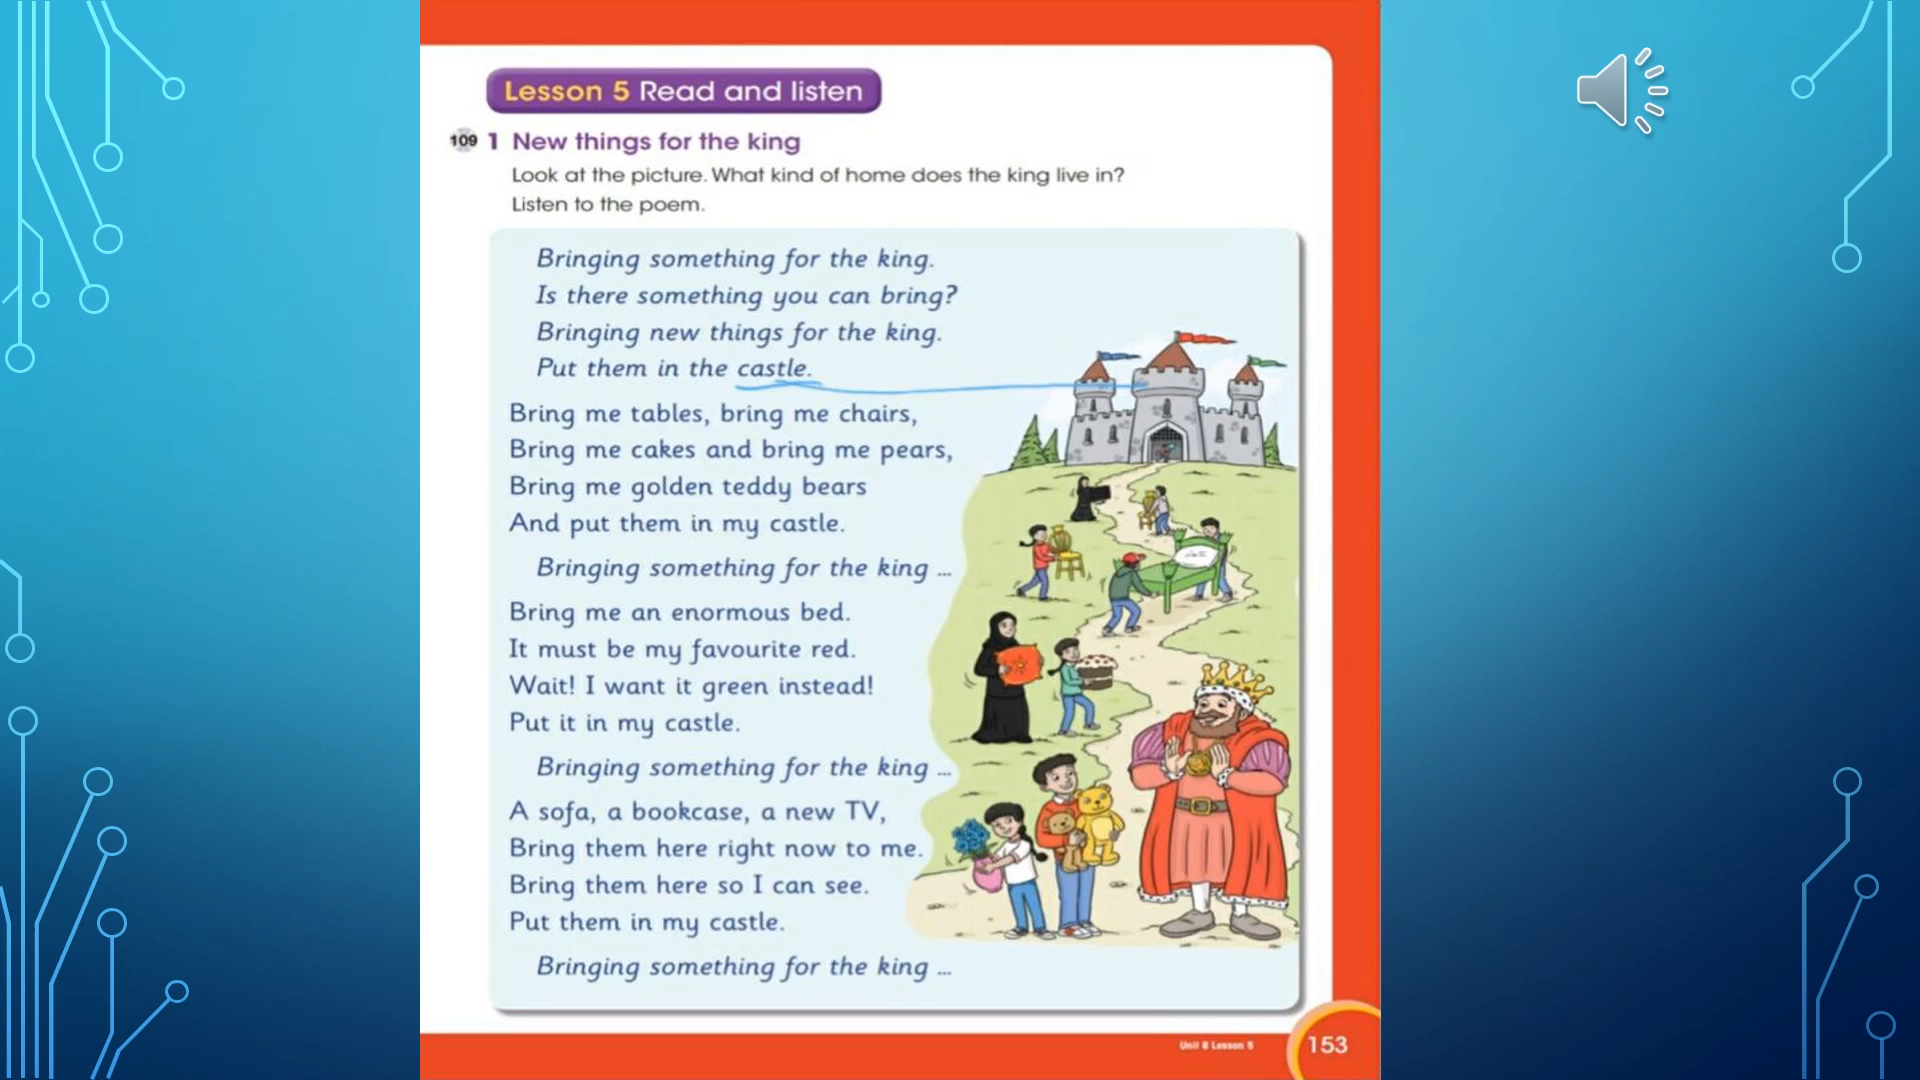 Lesson 5 Read and listen
109 1 New things for the king
Look at the picture. What kind of home does the king live in?
Listen to the poem.
Bringing something for the king.
Is there something you can bring?
Bringing new things for the king.
Put them in the castle.
Bring me tables, bring me chairs,
Bring me cakes and bring me pears,
Bring me golden teddy bears
And put them in my castle.
Bringing something for the king ...
Bring me an enormous bed.
It must be my favourite red.
Wait! I want it green instead!
Put it in my castle.
Bringing something for the king ...
A sofa, a bookcase, a new TV,
Bring them here right now to me.
Bring them here so I can see.
Put them in my castle.
Bringing something for the king ...
Unit 8 Lesson 5
153